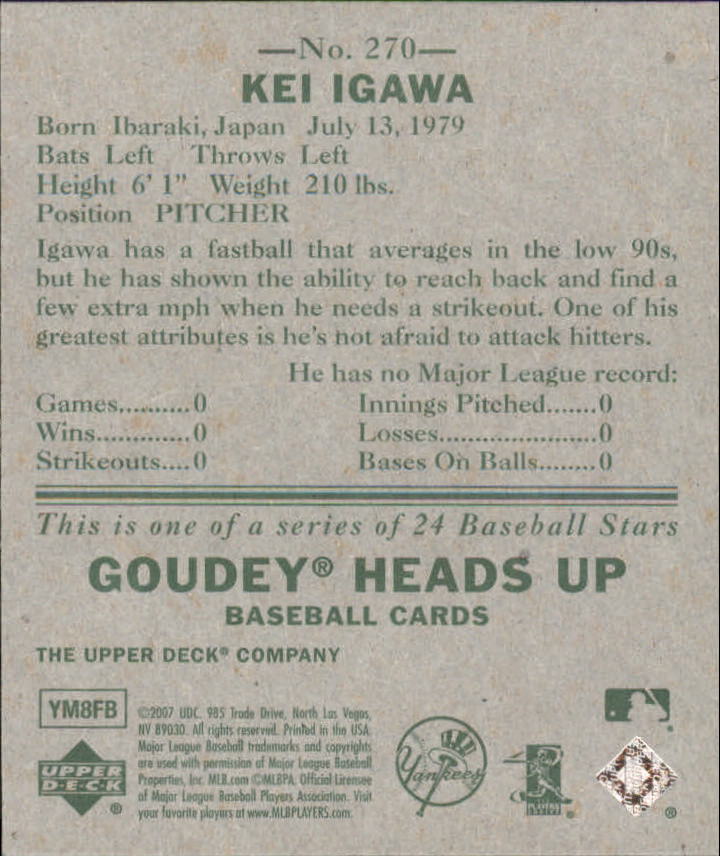 —No. 270—
KEI IGAWA
Born Ibaraki, Japan July 13, 1979
Bats Left Throws Left
Height 6' 1" Weight 210 lbs.
Position PITCHER
Igawa has a fastball that averages in the low 90s,
but he has shown the ability to reach back and find a
few extra mph when he needs a strikeout. One of his
greatest attributes is he's not afraid to attack hitters.
He has no Major League record:
Games..........0 Innings Pitched.......0
Wins.............0 Losses......................0
Strikeouts....0 Bases On Balls........0
This is one of a series of 24 Baseball Stars
GOUDEY® HEADS UP
BASEBALL CARDS
THE UPPER DECK® COMPANY
YM8FB
©2007 UDC. 985 Trade Drive, North Las Vegas,
NV 89030. All rights reserved. Printed in the USA.
Major League Baseball trademarks and copyrights
are used with permission of Major League Baseball
Properties, Inc. MLB.com ©MLBPA. Official Licensee
of Major League Baseball Players Association. Visit
your favorite players at www.MLBPLAYERS.com.
UPPER
DECK
®
Yankees
PLAYERS
CHOICE
®